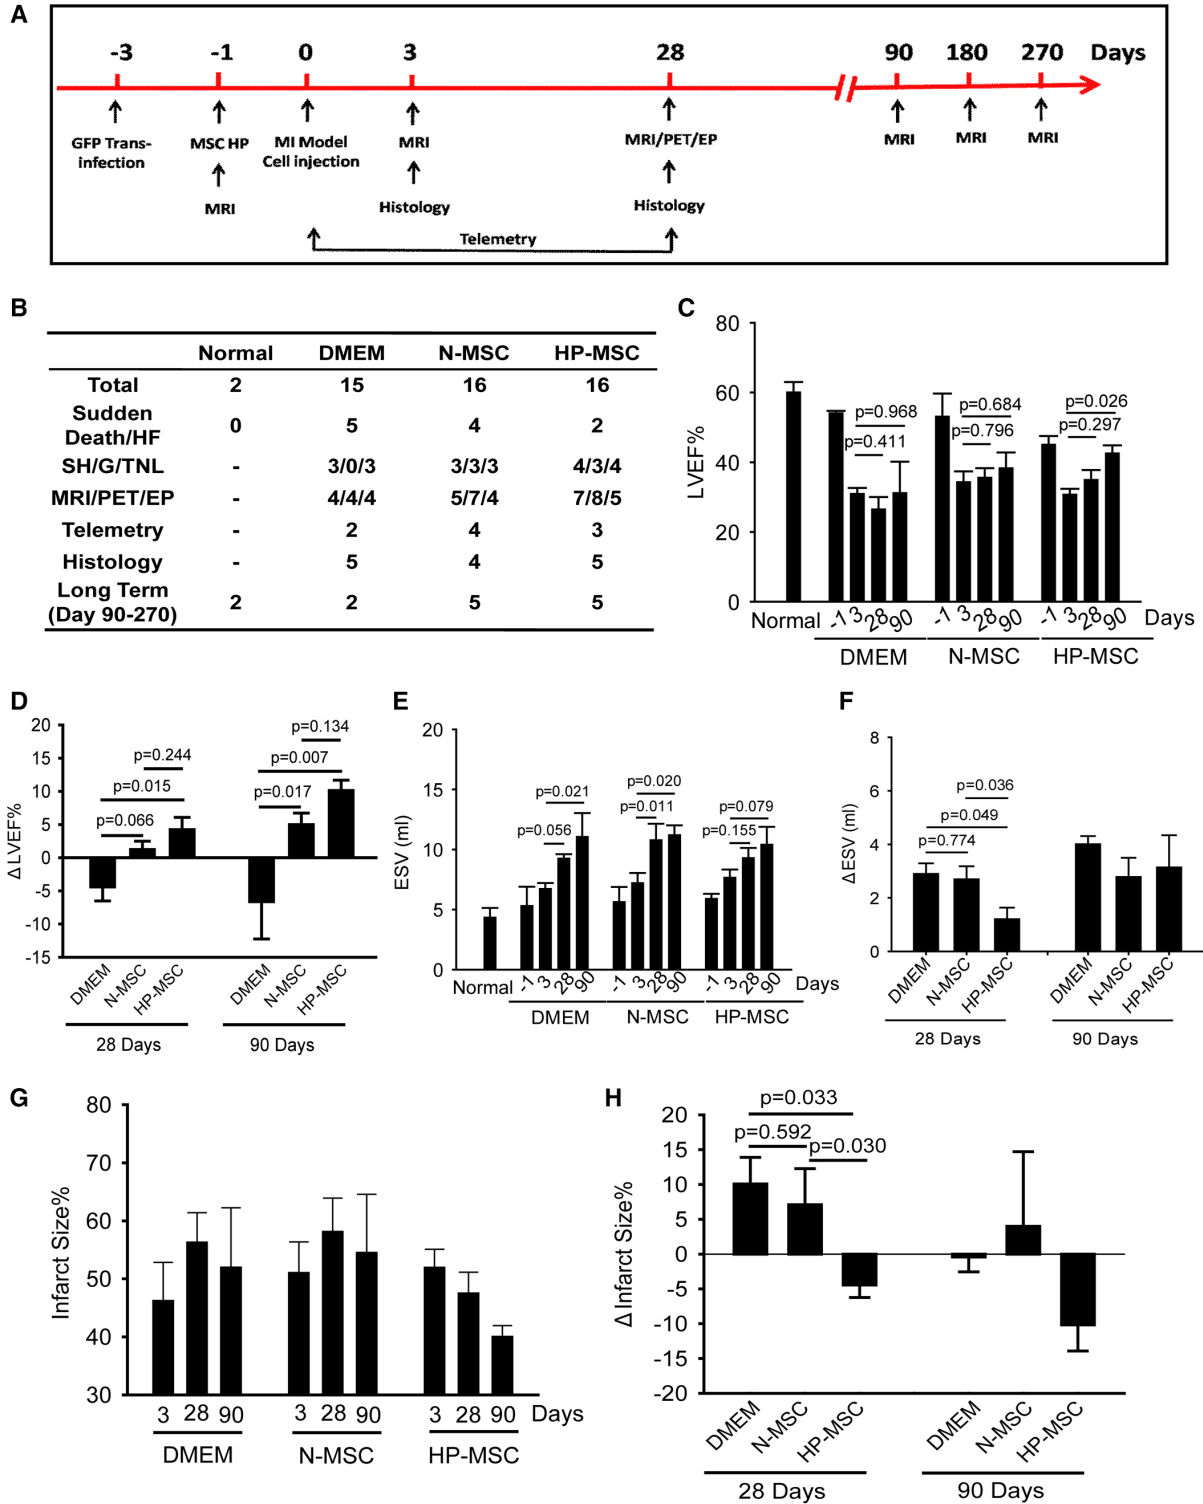 A
-3 -1 0 3 28 90 180 270 Days
GFP Trans-
infection
MSC HP
MRI
MI Model
Cell injection
MRI
Histology
MRI/PET/EP
Histology
MRI
MRI
MRI
Telemetry
B
Normal DMEM N-MSC HP-MSC
Total 2 15 16 16
Sudden
Death/HF 0 5 4 2
SH/G/TNL - 3/0/3 3/3/3 4/3/4
MRI/PET/EP - 4/4/4 5/7/4 7/8/5
Telemetry - 2 4 3
Histology - 5 4 5
Long Term
(Day 90-270) 2 2 5 5
C
LVEF%
80
60
40
20
0
p=0.968
p=0.411
p=0.684
p=0.796
p=0.026
p=0.297
Normal -1 3 28 90 -1 3 28 90 -1 3 28 90 Days
DMEM N-MSC HP-MSC
D
Δ LVEF%
20
15
10
5
0
-5
-10
-15
p=0.244
p=0.015
p=0.066
p=0.134
p=0.007
p=0.017
DMEM N-MSC HP-MSC DMEM N-MSC HP-MSC
28 Days 90 Days
E
ESV (ml)
20
15
10
5
0
p=0.021
p=0.056
p=0.020
p=0.011
p=0.079
p=0.155
Normal -1 3 28 90 -1 3 28 90 -1 3 28 90 Days
DMEM N-MSC HP-MSC
F
Δ ESV (ml)
8
6
4
2
0
p=0.036
p=0.049
p=0.774
DMEM N-MSC HP-MSC DMEM N-MSC HP-MSC
28 Days 90 Days
G
Infarct Size%
80
70
60
50
40
30
3 28 90 3 28 90 3 28 90 Days
DMEM N-MSC HP-MSC
H
Δ Infarct Size%
20
15
10
5
0
-5
-10
-15
-20
p=0.033
p=0.592
p=0.030
DMEM N-MSC HP-MSC DMEM N-MSC HP-MSC
28 Days 90 Days